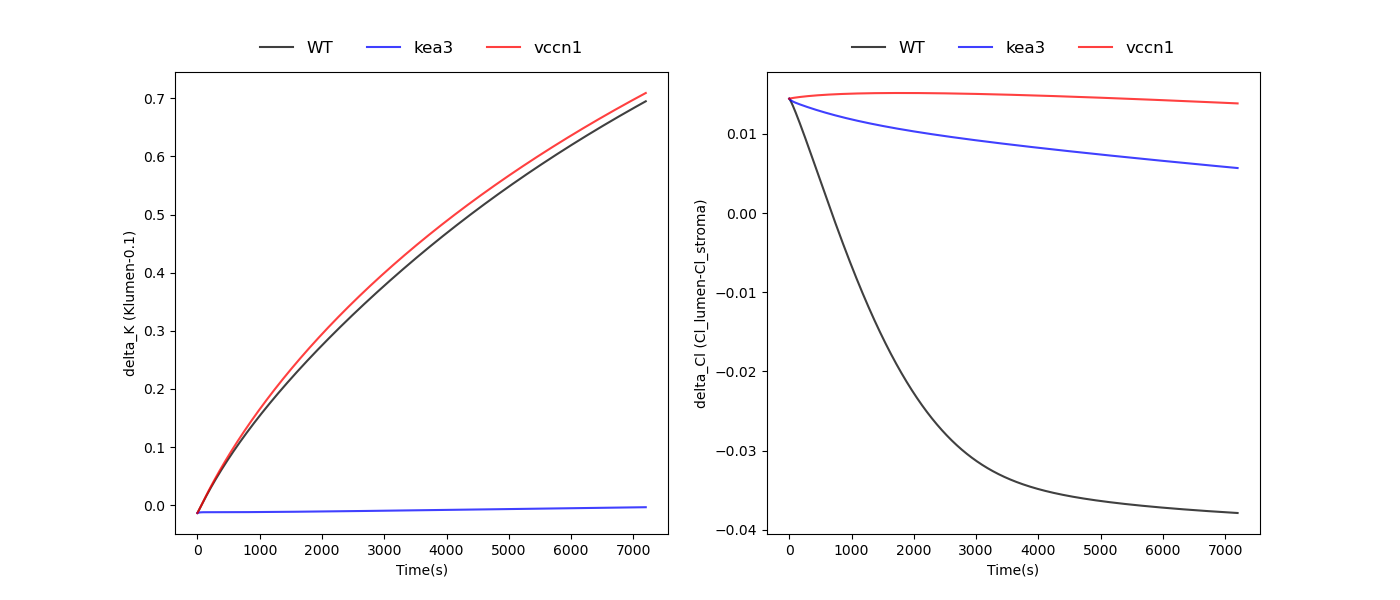 WT kea3 vccn1
0.7
0.6
0.5
0.4
0.3
0.2
0.1
0.0
delta_K (Klumen-0.1)
0 1000 2000 3000 4000 5000 6000 7000
Time(s)
WT kea3 vccn1
0.01
0.00
−0.01
−0.02
−0.03
−0.04
delta_Cl (Cl_lumen-Cl_stroma)
0 1000 2000 3000 4000 5000 6000 7000
Time(s)